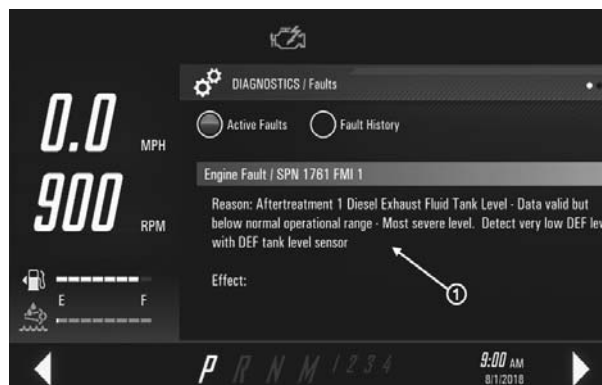 DIAGNOSTICS / Faults
Active Faults Fault History
0.0 MPH
900 RPM
Engine Fault / SPN 1761 FMI 1
Reason: Aftertreatment 1 Diesel Exhaust Fluid Tank Level - Data valid but
below normal operational range - Most severe level. Detect very low DEF lev
with DEF tank level sensor
1
Effect:
E F
P R N M 1 2 3 4
9:00 AM
8/1/2018